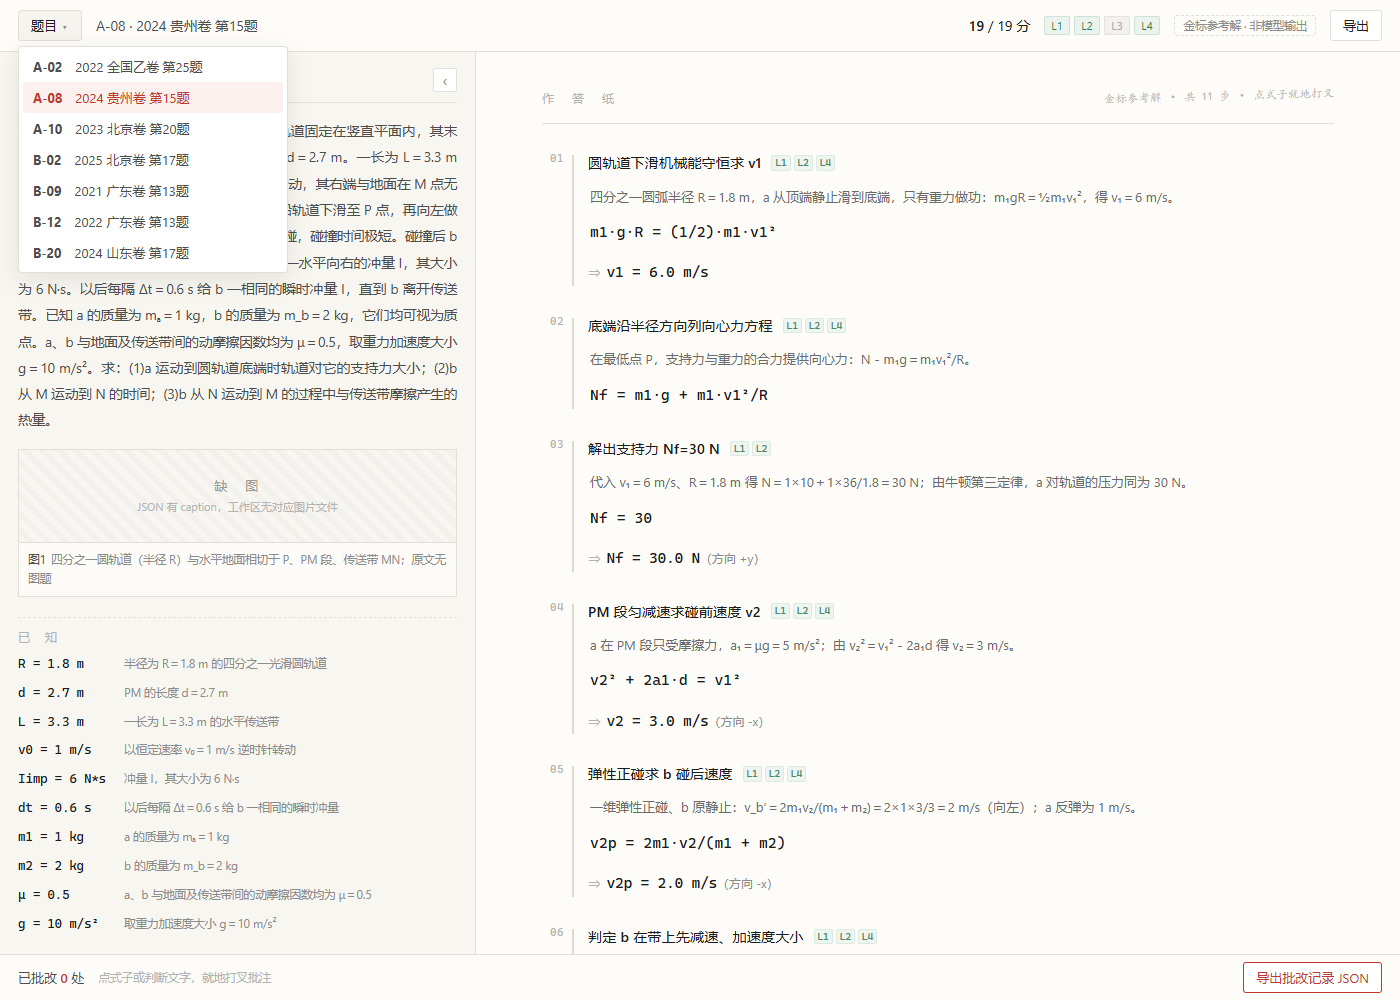 题目 ▾
A-08 · 2024 贵州卷 第15题
19 / 19 分
L1 L2 L3 L4
金标参考解 · 非模型输出
导出
A-02 2022 全国乙卷 第25题
A-08 2024 贵州卷 第15题
A-10 2023 北京卷 第20题
B-02 2025 北京卷 第17题
B-09 2021 广东卷 第13题
B-12 2022 广东卷 第13题
B-20 2024 山东卷 第17题
‹
道固定在竖直平面内，其末
d = 2.7 m。一长为 L = 3.3 m
动，其右端与地面在 M 点无
轨道下滑至 P 点，再向左做
碰，碰撞时间极短。碰撞后 b
一水平向右的冲量 I，其大小
为 6 N·s。以后每隔 Δt = 0.6 s 给 b 一相同的瞬时冲量 I，直到 b 离开传送
带。已知 a 的质量为 mₐ = 1 kg，b 的质量为 m_b = 2 kg，它们均可视为质
点。a、b 与地面及传送带间的动摩擦因数均为 μ = 0.5，取重力加速度大小
g = 10 m/s²。求：(1)a 运动到圆轨道底端时轨道对它的支持力大小；(2)b
从 M 运动到 N 的时间；(3)b 从 N 运动到 M 的过程中与传送带摩擦产生的
热量。
缺 图
JSON 有 caption，工作区无对应图片文件
图1 四分之一圆轨道（半径 R）与水平地面相切于 P、PM 段、传送带 MN；原文无
图题
已 知
R = 1.8 m 半径为 R = 1.8 m 的四分之一光滑圆轨道
d = 2.7 m PM 的长度 d = 2.7 m
L = 3.3 m 一长为 L = 3.3 m 的水平传送带
v0 = 1 m/s 以恒定速率 v₀ = 1 m/s 逆时针转动
Iimp = 6 N*s 冲量 I，其大小为 6 N·s
dt = 0.6 s 以后每隔 Δt = 0.6 s 给 b 一相同的瞬时冲量
m1 = 1 kg a 的质量为 mₐ = 1 kg
m2 = 2 kg b 的质量为 m_b = 2 kg
μ = 0.5 a、b 与地面及传送带间的动摩擦因数均为 μ = 0.5
g = 10 m/s² 取重力加速度大小 g = 10 m/s²
作 答 纸
金标参考解 • 共 11 步 • 点式子就地打叉
01 圆轨道下滑机械能守恒求 v1 L1 L2 L4
四分之一圆弧半径 R = 1.8 m，a 从顶端静止滑到底端，只有重力做功：m₁gR = ½m₁v₁²，得 v₁ = 6 m/s。
m1·g·R = (1/2)·m1·v1²
⇒ v1 = 6.0 m/s
02 底端沿半径方向列向心力方程 L1 L2 L4
在最低点 P，支持力与重力的合力提供向心力：N - m₁g = m₁v₁²/R。
Nf = m1·g + m1·v1²/R
03 解出支持力 Nf=30 N L1 L2
代入 v₁ = 6 m/s、R = 1.8 m 得 N = 1×10 + 1×36/1.8 = 30 N；由牛顿第三定律，a 对轨道的压力同为 30 N。
Nf = 30
⇒ Nf = 30.0 N (方向 +y)
04 PM 段匀减速求碰前速度 v2 L1 L2 L4
a 在 PM 段只受摩擦力，a₁ = μg = 5 m/s²；由 v₂² = v₁² - 2a₁d 得 v₂ = 3 m/s。
v2² + 2a1·d = v1²
⇒ v2 = 3.0 m/s (方向 -x)
05 弹性正碰求 b 碰后速度 L1 L2 L4
一维弹性正碰、b 原静止：v_b′ = 2m₁v₂/(m₁ + m₂) = 2×1×3/3 = 2 m/s（向左）；a 反弹为 1 m/s。
v2p = 2m1·v2/(m1 + m2)
⇒ v2p = 2.0 m/s (方向 -x)
06 判定 b 在带上先减速、加速度大小 L1 L2 L4
已批改 0 处 点式子或判断文字，就地打叉批注
导出批改记录 JSON